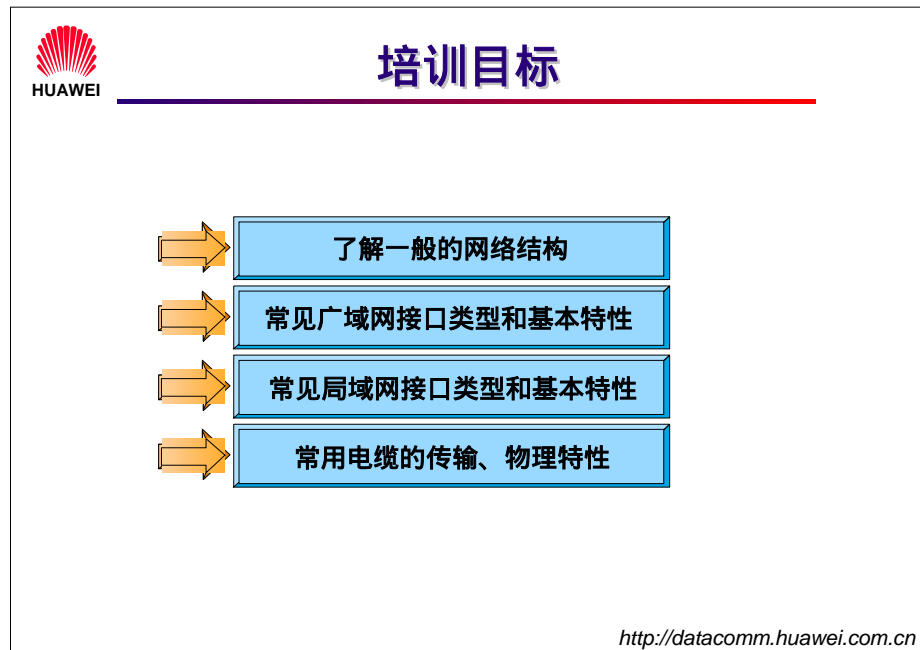 HUAWEI
培训目标
了解一般的网络结构
常见广域网接口类型和基本特性
常见局域网接口类型和基本特性
常用电缆的传输、物理特性
http://datacomm.huawei.com.cn